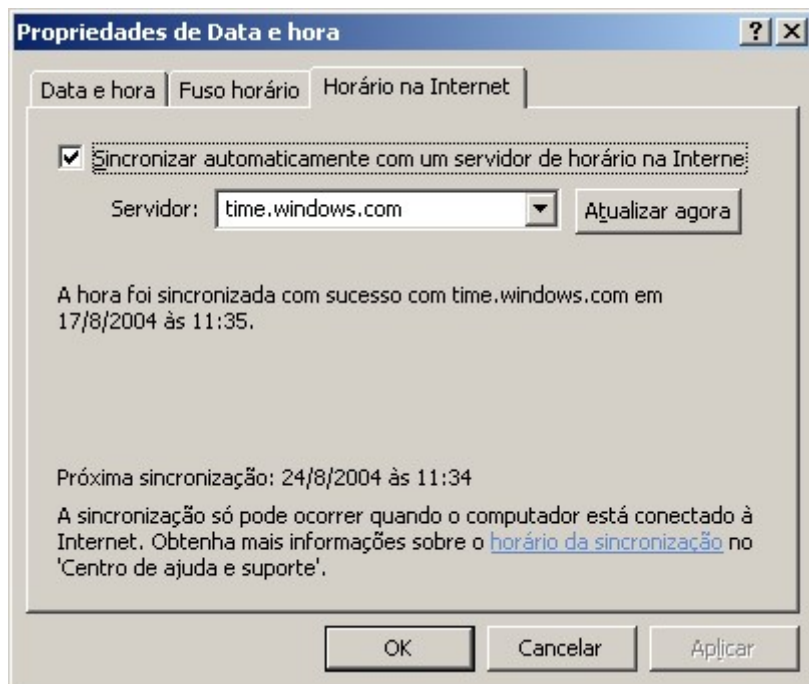 Propriedades de Data e hora
Data e hora Fuso horário Horário na Internet
Sincronizar automaticamente com um servidor de horário na Interne
Servidor: time.windows.com Atualizar agora
A hora foi sincronizada com sucesso com time.windows.com em
17/8/2004 às 11:35.
Próxima sincronização: 24/8/2004 às 11:34
A sincronização só pode ocorrer quando o computador está conectado à
Internet. Obtenha mais informações sobre o horário da sincronização no
'Centro de ajuda e suporte'.
OK Cancelar Aplicar